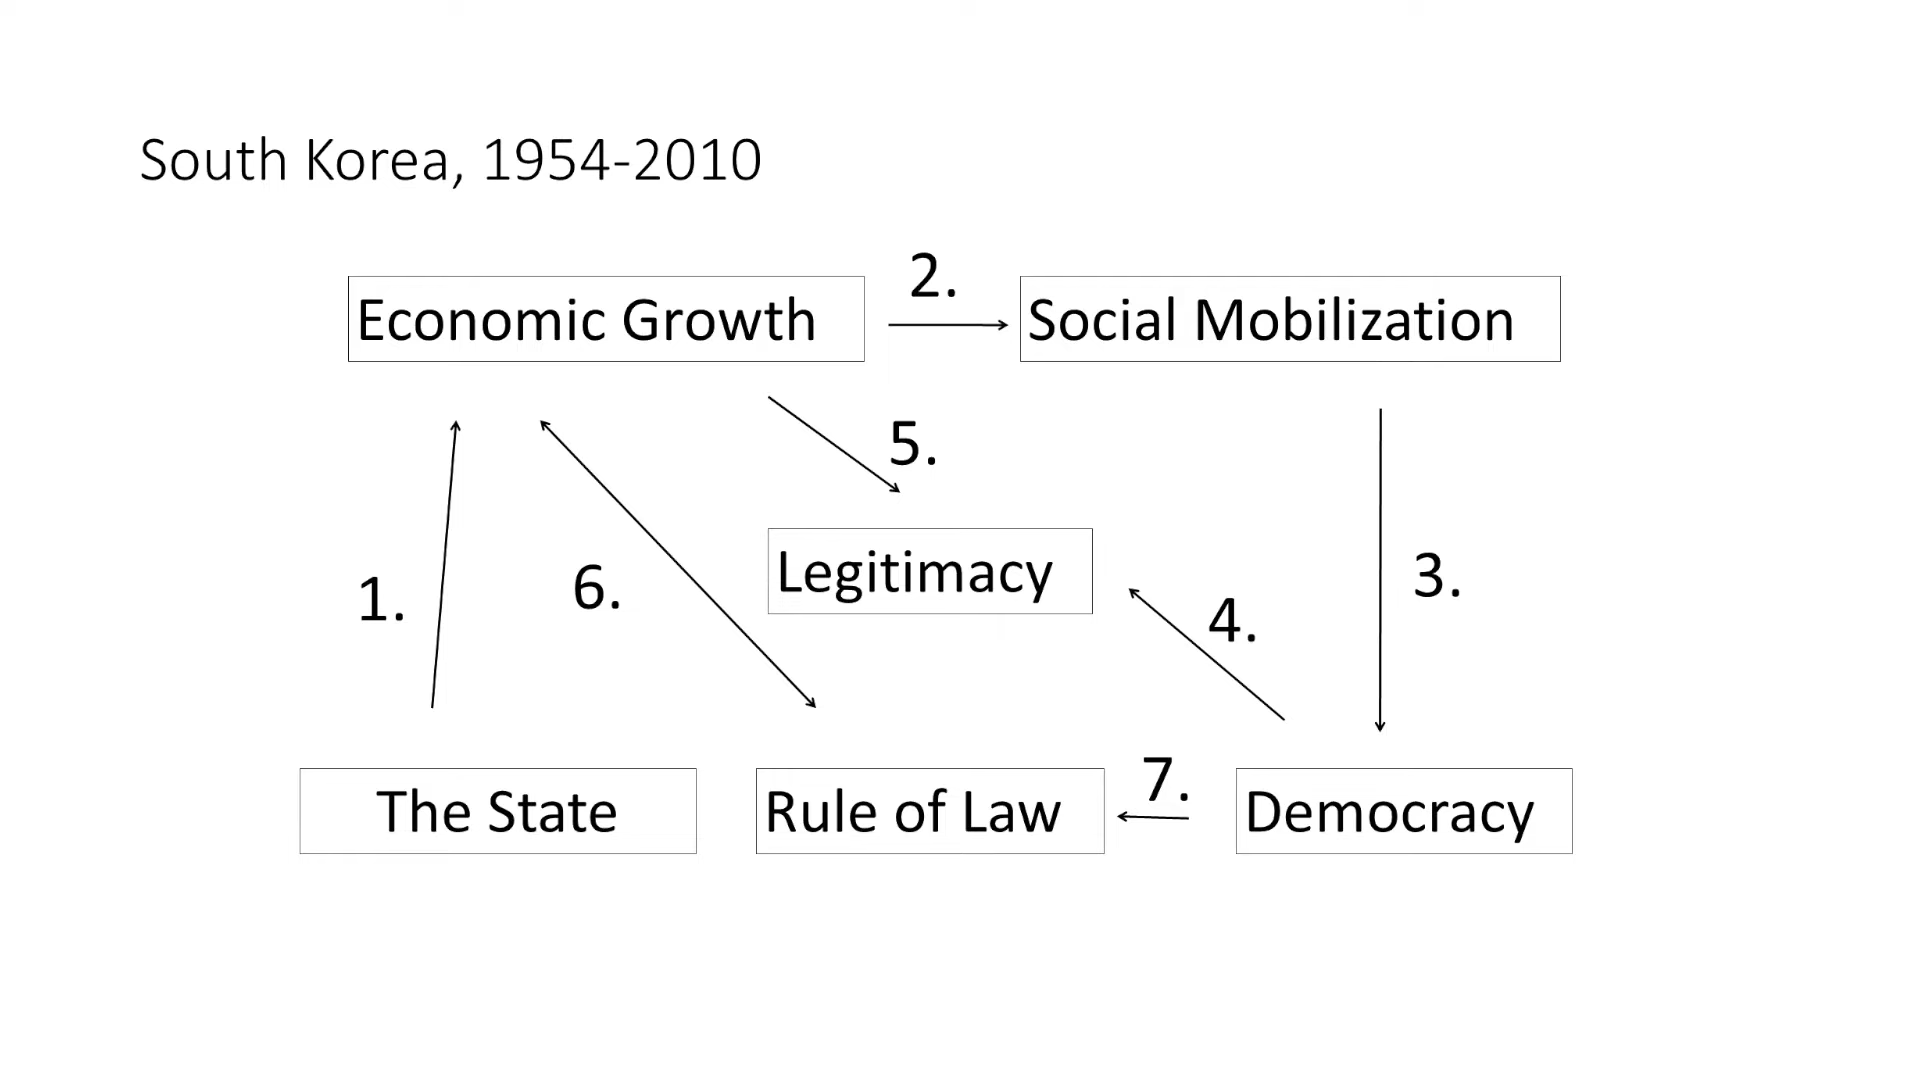 South Korea, 1954-2010
2.
Economic Growth
Social Mobilization
5.
Legitimacy
3.
1.
6.
4.
7.
The State
Rule of Law
Democracy